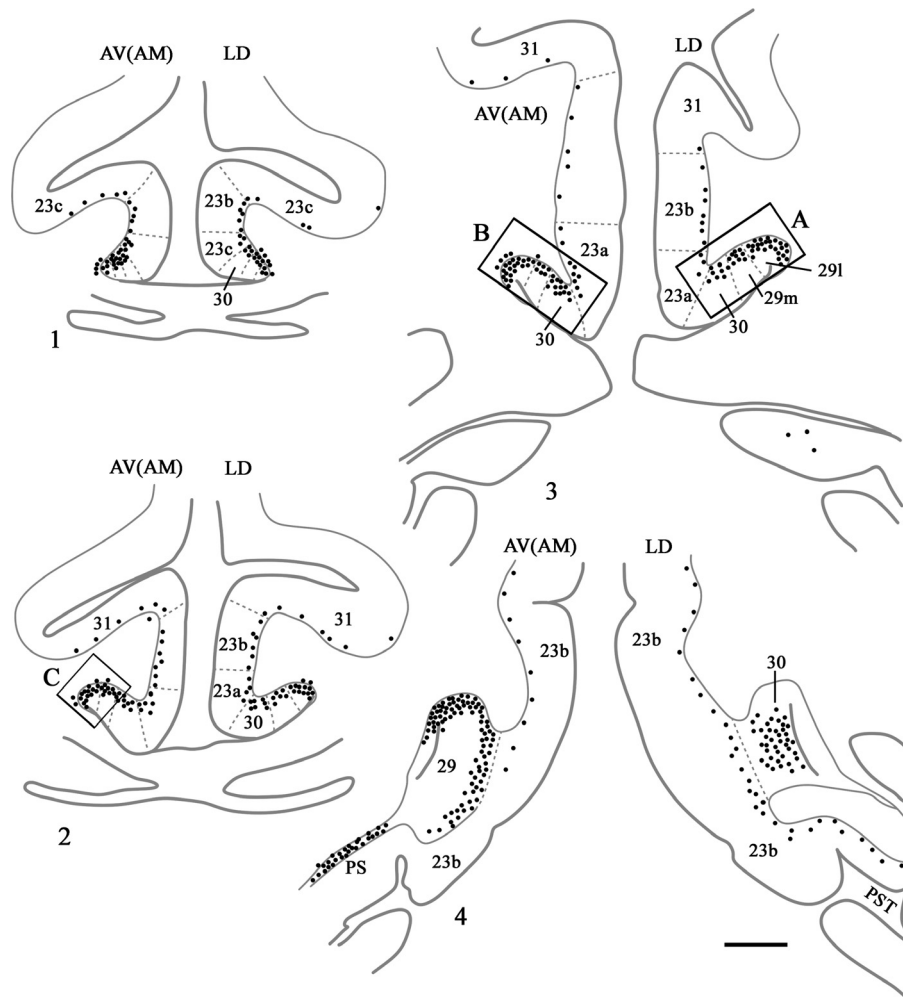 AV(AM) LD
23c 23b 23c
23c
30
1
31 LD
31
AV(AM)
23b
B A
23a
23a 29l
29m
30 30
3
AV(AM) LD
31 31
23b
C
23a
30
2
AV(AM) LD
23b 23b
30
29
PS 23b 23b
PST
4